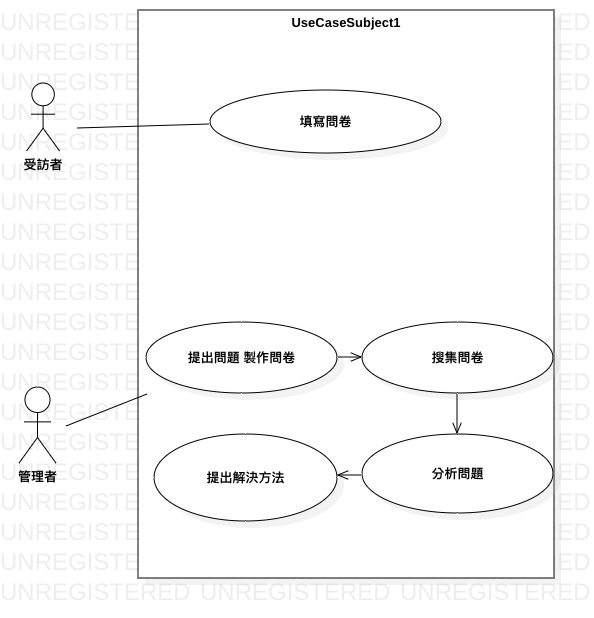 UseCaseSubject1
填寫問卷
受訪者
提出問題 製作問卷
搜集問卷
管理者
提出解決方法
分析問題
UNREGISTERED UNREGISTERED UNREGISTERED